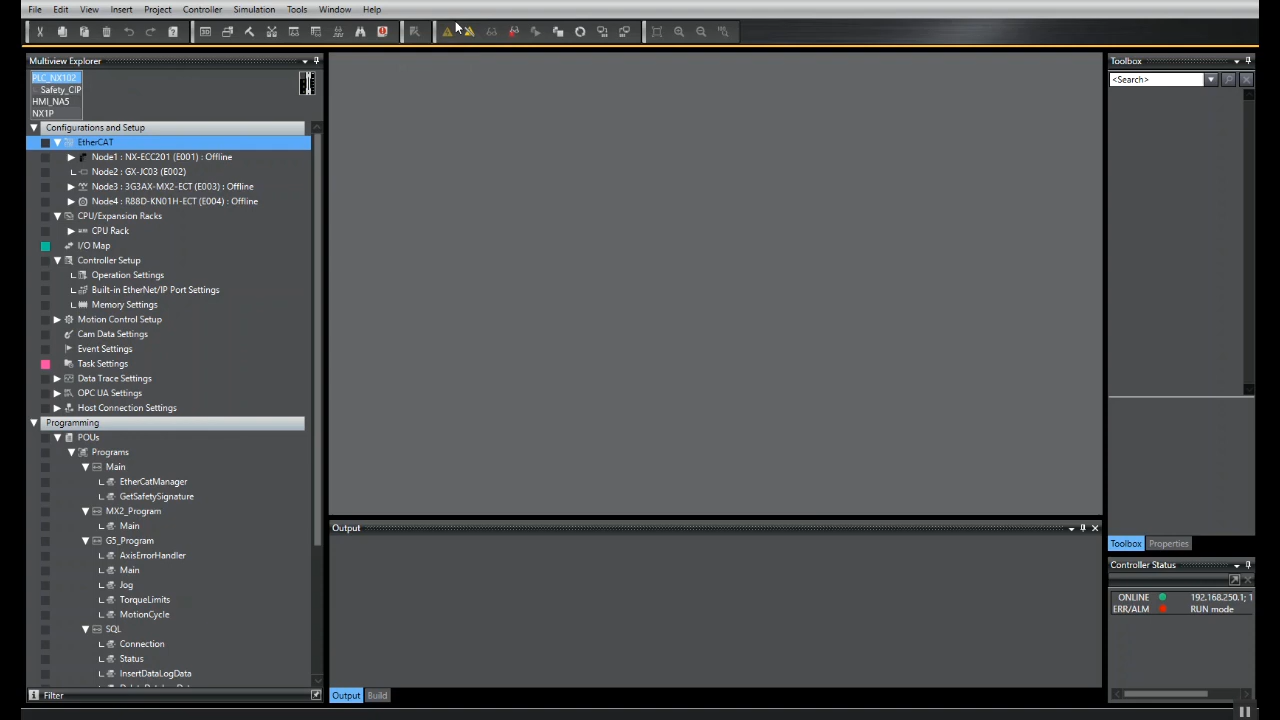 File Edit View Insert Project Controller Simulation Tools Window Help
Multiview Explorer
PLC_NX102
Safety_CIP
HMI_NA5
NX1P
Configurations and Setup
EtherCAT
Node1 : NX-ECC201 (E001) : Offline
Node2 : GX-JC03 (E002)
Node3 : 3G3AX-MX2-ECT (E003) : Offline
Node4 : R88D-KN01H-ECT (E004) : Offline
CPU/Expansion Racks
CPU Rack
I/O Map
Controller Setup
Operation Settings
Built-in EtherNet/IP Port Settings
Memory Settings
Motion Control Setup
Cam Data Settings
Event Settings
Task Settings
Data Trace Settings
OPC UA Settings
Host Connection Settings
Programming
POUs
Programs
Main
EtherCatManager
GetSafetySignature
MX2_Program
Main
G5_Program
AxisErrorHandler
Main
Jog
TorqueLimits
MotionCycle
SQL
Connection
Status
InsertDataLogData
Filter
Output
Output Build
Toolbox
<Search>
Toolbox Properties
Controller Status
ONLINE 192.168.250.1; 1
ERR/ALM RUN mode